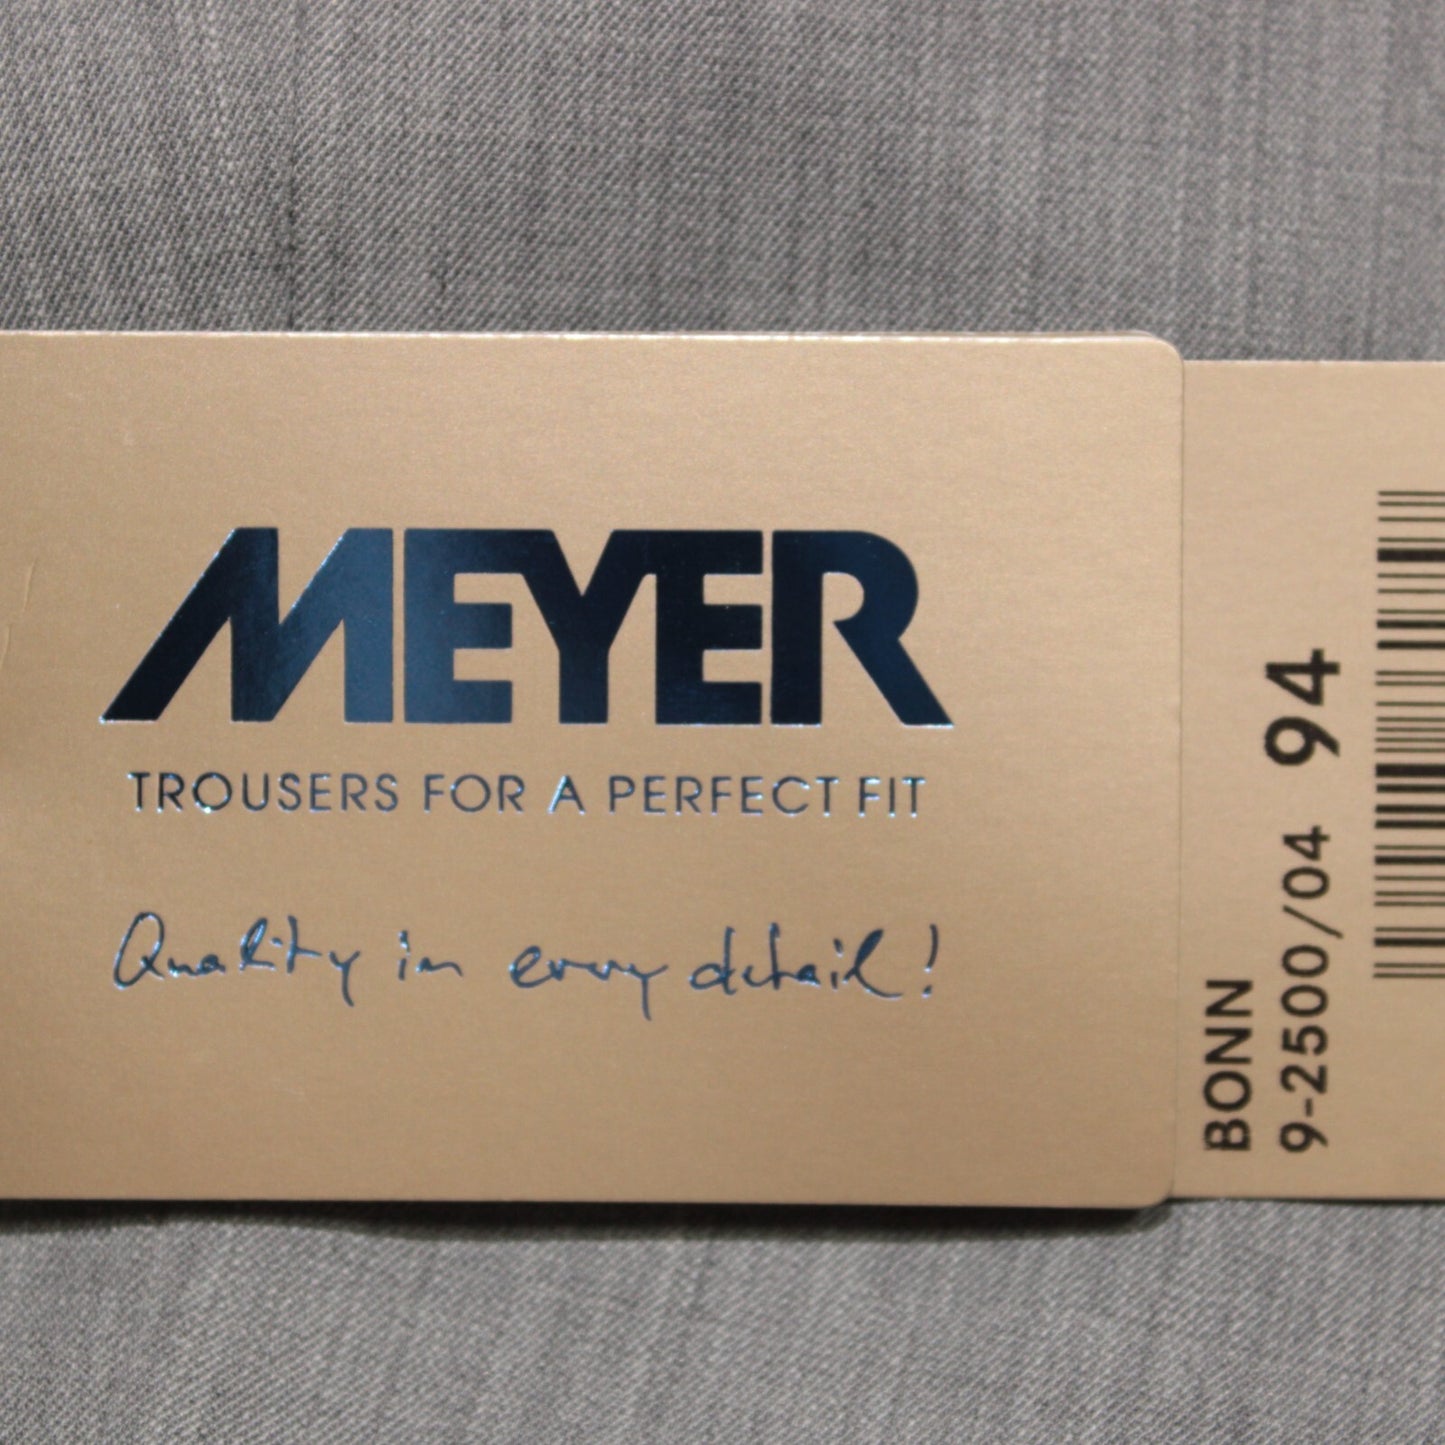 MEYER
TROUSERS FOR A PERFECT FIT
Quality in every detail!
BONN
9-2500/04 94